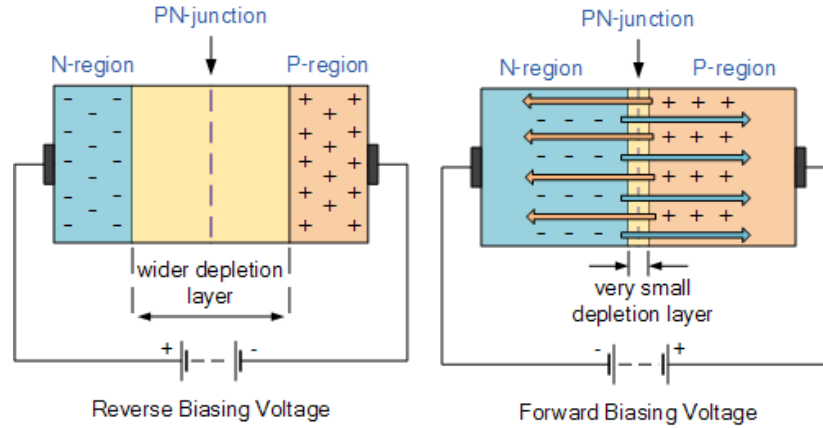 PN-junction
N-region
P-region
wider depletion
layer
+ -
Reverse Biasing Voltage
PN-junction
N-region
P-region
very small
depletion layer
- +
Forward Biasing Voltage